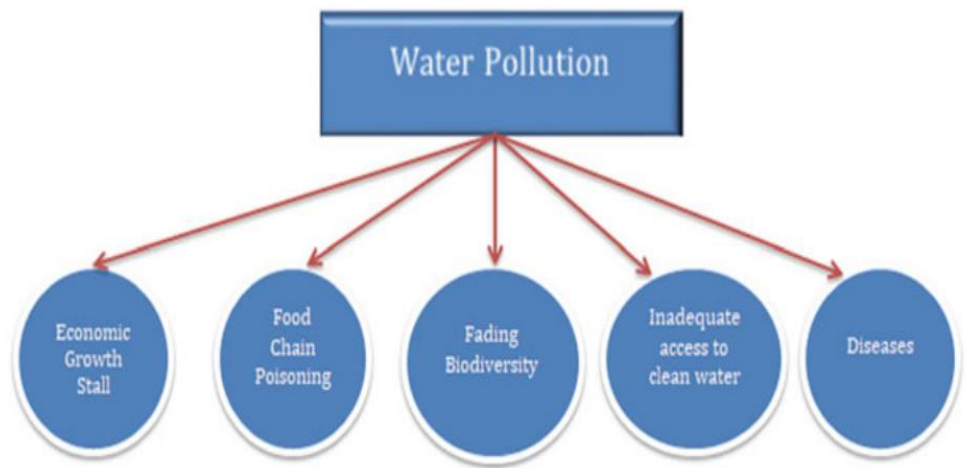 Water Pollution
Economic
Growth
Stall
Food
Chain
Poisoning
Fading
Biodiversity
Inadequate
access to
clean water
Diseases